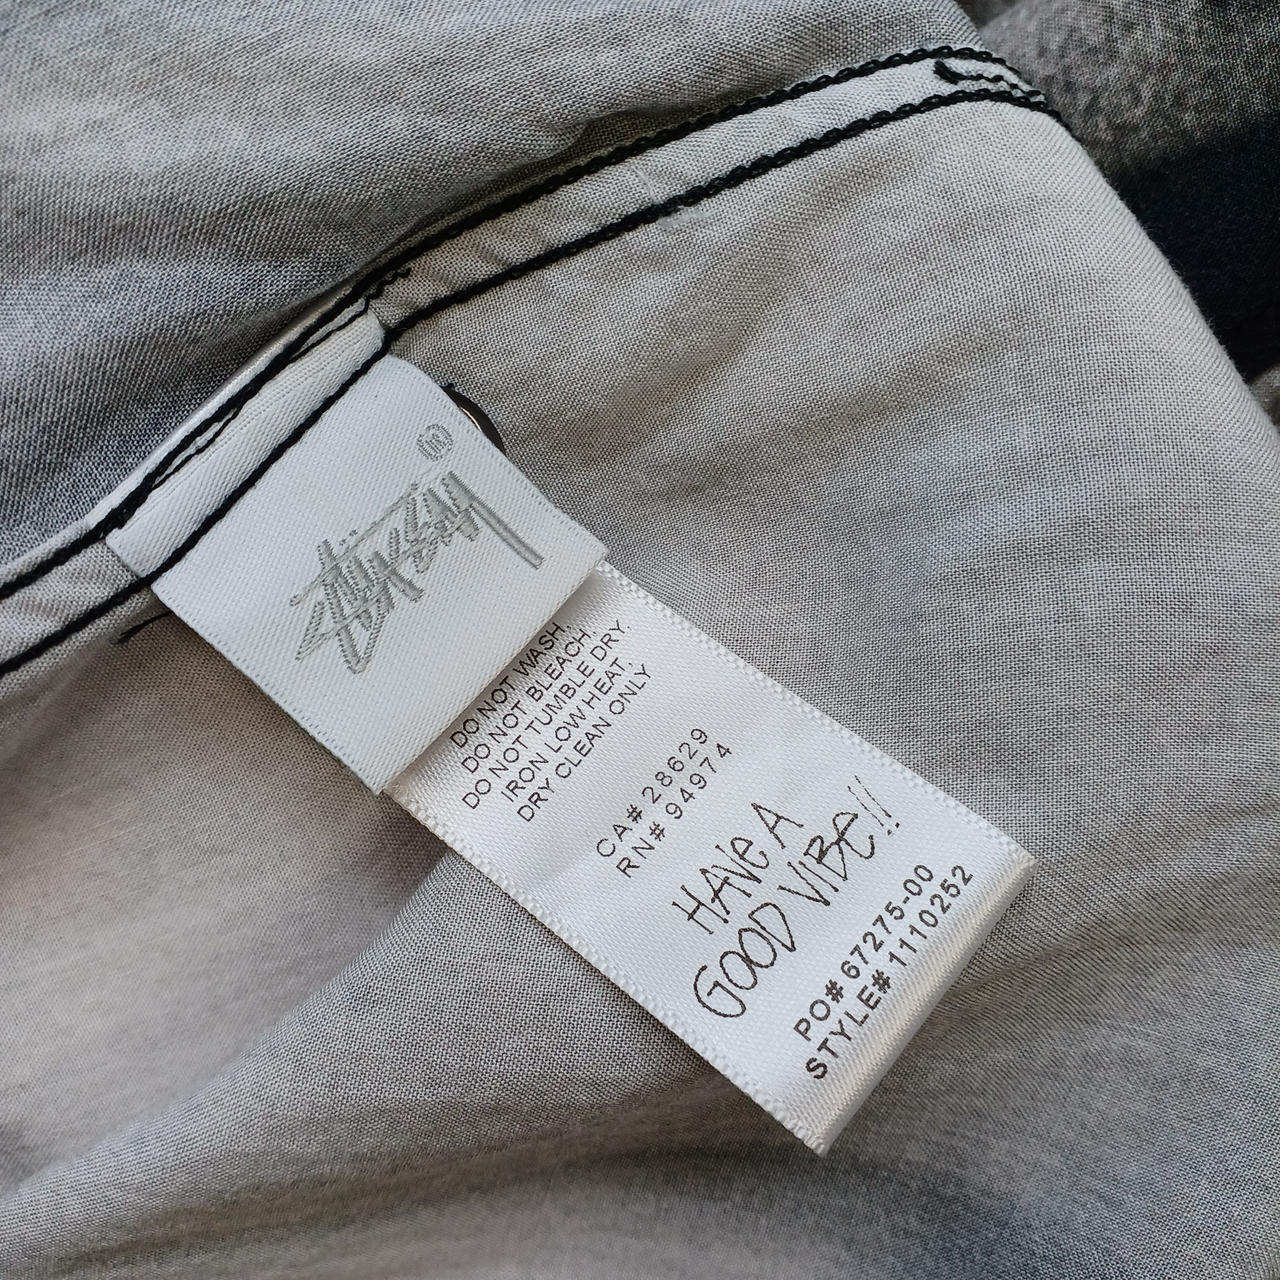 Stüssy
®
DO NOT WASH,
DO NOT BLEACH,
DO NOT TUMBLE DRY.
IRON LOW HEAT,
DRY CLEAN ONLY
CA# 28629
RN# 94974
HAVE A
GOOD VIBE!!
PO# 67275-00
STYLE# 1110252